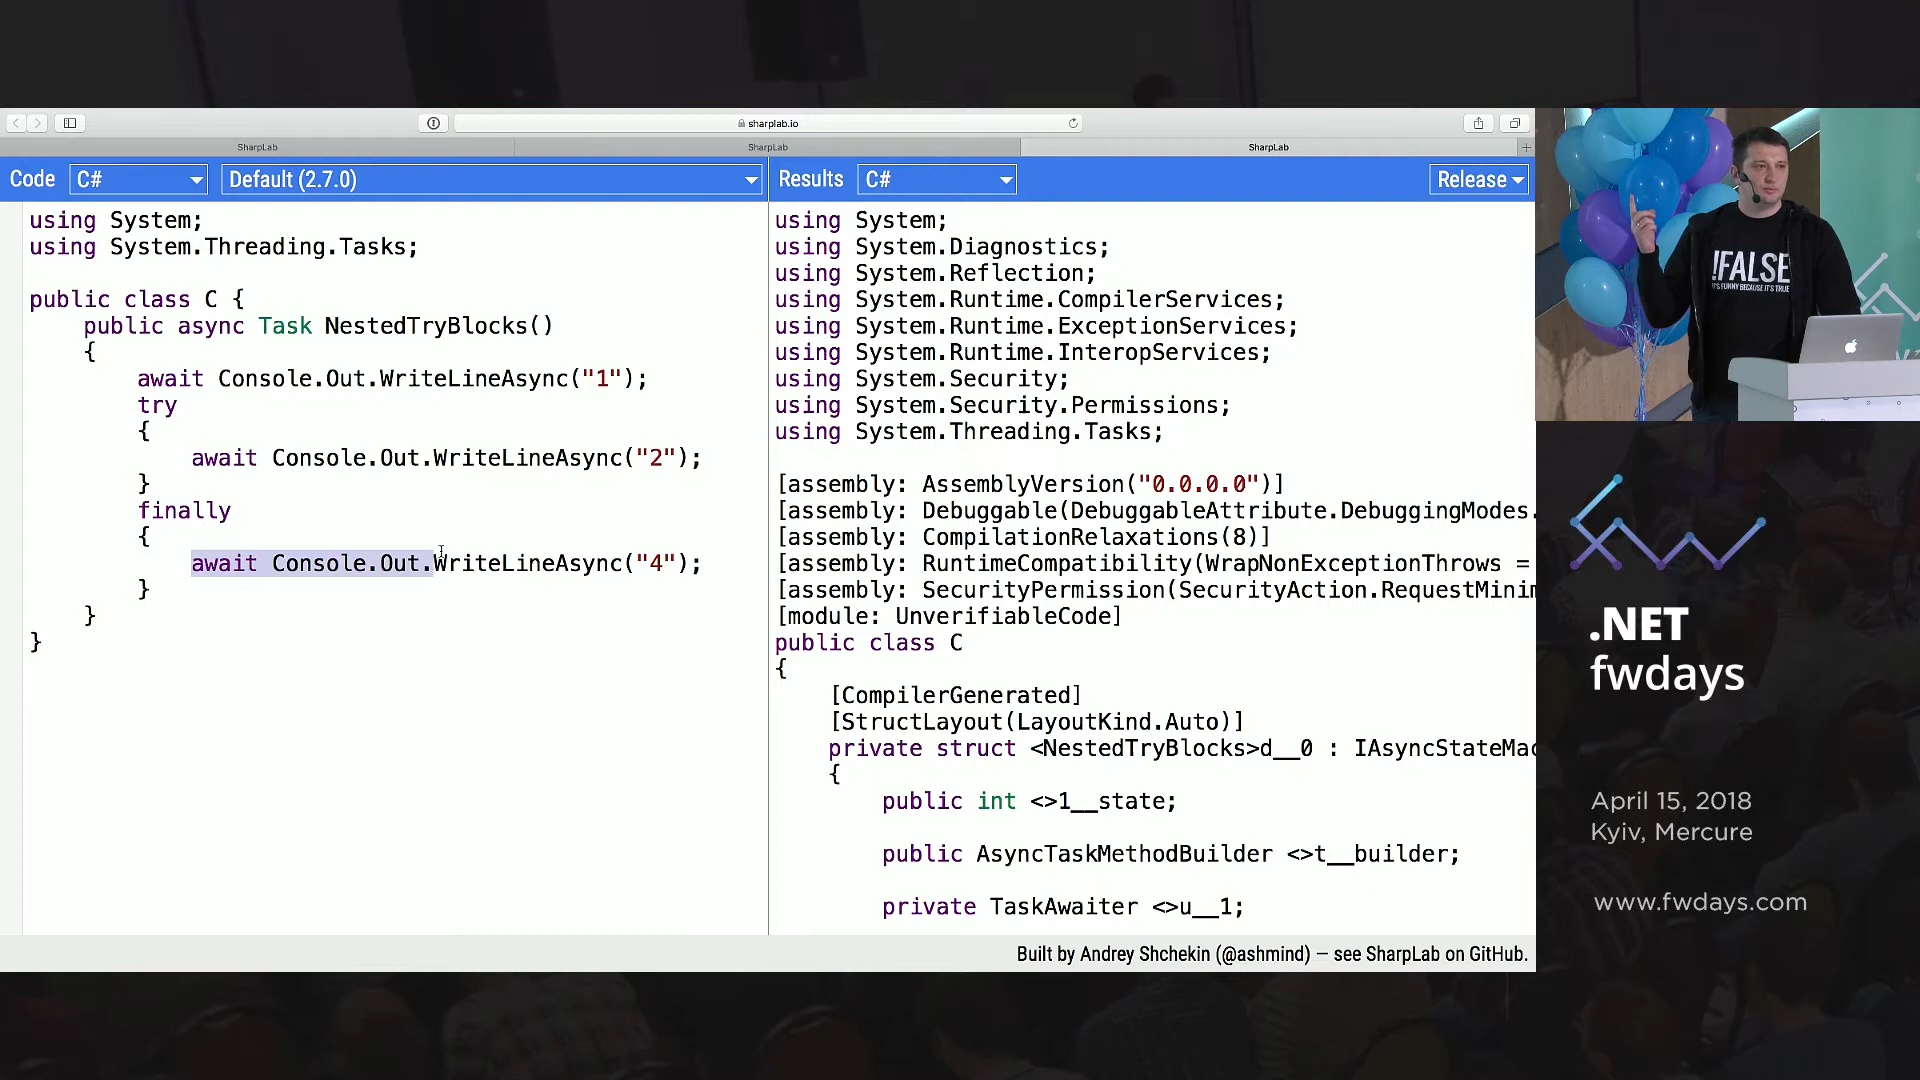 sharplab.io
SharpLab
SharpLab
SharpLab
Code
C#
Default (2.7.0)
Results
C#
Release
using System;
using System.Threading.Tasks;
public class C {
public async Task NestedTryBlocks()
{
await Console.Out.WriteLineAsync("1");
try
{
await Console.Out.WriteLineAsync("2");
}
finally
{
await Console.Out.WriteLineAsync("4");
}
}
}
using System;
using System.Diagnostics;
using System.Reflection;
using System.Runtime.CompilerServices;
using System.Runtime.ExceptionServices;
using System.Runtime.InteropServices;
using System.Security;
using System.Security.Permissions;
using System.Threading.Tasks;
[assembly: AssemblyVersion("0.0.0.0")]
[assembly: Debuggable(DebuggableAttribute.DebuggingModes.
[assembly: CompilationRelaxations(8)]
[assembly: RuntimeCompatibility(WrapNonExceptionThrows =
[assembly: SecurityPermission(SecurityAction.RequestMinim
[module: UnverifiableCode]
public class C
{
[CompilerGenerated]
[StructLayout(LayoutKind.Auto)]
private struct <NestedTryBlocks>d__0 : IAsyncStateMac
{
public int <>1__state;
public AsyncTaskMethodBuilder <>t__builder;
private TaskAwaiter <>u__1;
Built by Andrey Shchekin (@ashmind) — see SharpLab on GitHub.
!FALSE
IT'S FUNNY BECAUSE IT'S TRUE
.NET
fwdays
April 15, 2018
Kyiv, Mercure
www.fwdays.com